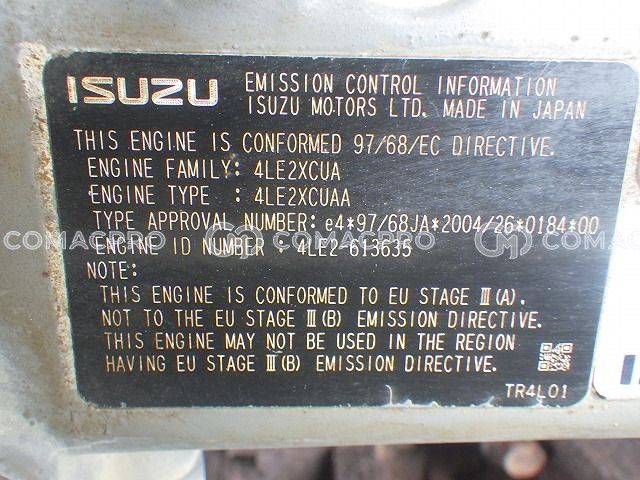 ISUZU EMISSION CONTROL INFORMATION
ISUZU MOTORS LTD. MADE IN JAPAN
THIS ENGINE IS CONFORMED 97/68/EC DIRECTIVE.
ENGINE FAMILY: 4LE2XCUA
ENGINE TYPE : 4LE2XCUAA
TYPE APPROVAL NUMBER: e4*97/68JA*2004/26*0184*00
COMACPRO COMACPRO COMACPRO
ENGINE ID NUMBER : 4LE2-613635
NOTE:
THIS ENGINE IS CONFORMED TO EU STAGE Ⅲ(A).
NOT TO THE EU STAGE Ⅲ(B) EMISSION DIRECTIVE.
THIS ENGINE MAY NOT BE USED IN THE REGION
HAVING EU STAGE Ⅲ(B) EMISSION DIRECTIVE.
TR4L01